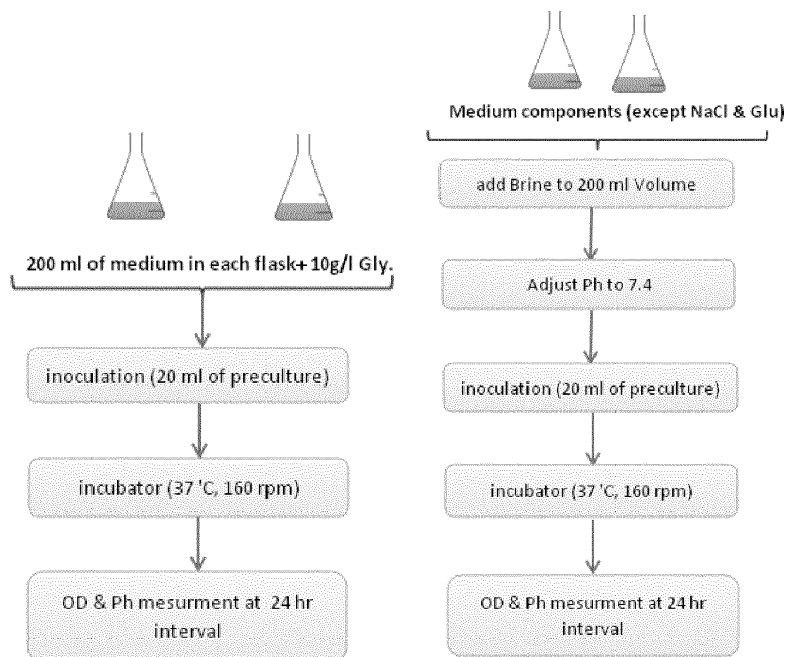 200 ml of medium in each flask+ 10g/l Gly.
inoculation (20 ml of preculture)
incubator (37 'C, 160 rpm)
OD & Ph mesurment at 24 hr
interval
Medium components (except NaCl & Glu)
add Brine to 200 ml Volume
Adjust Ph to 7.4
inoculation (20 ml of preculture)
incubator (37 'C, 160 rpm)
OD & Ph mesurment at 24 hr
interval